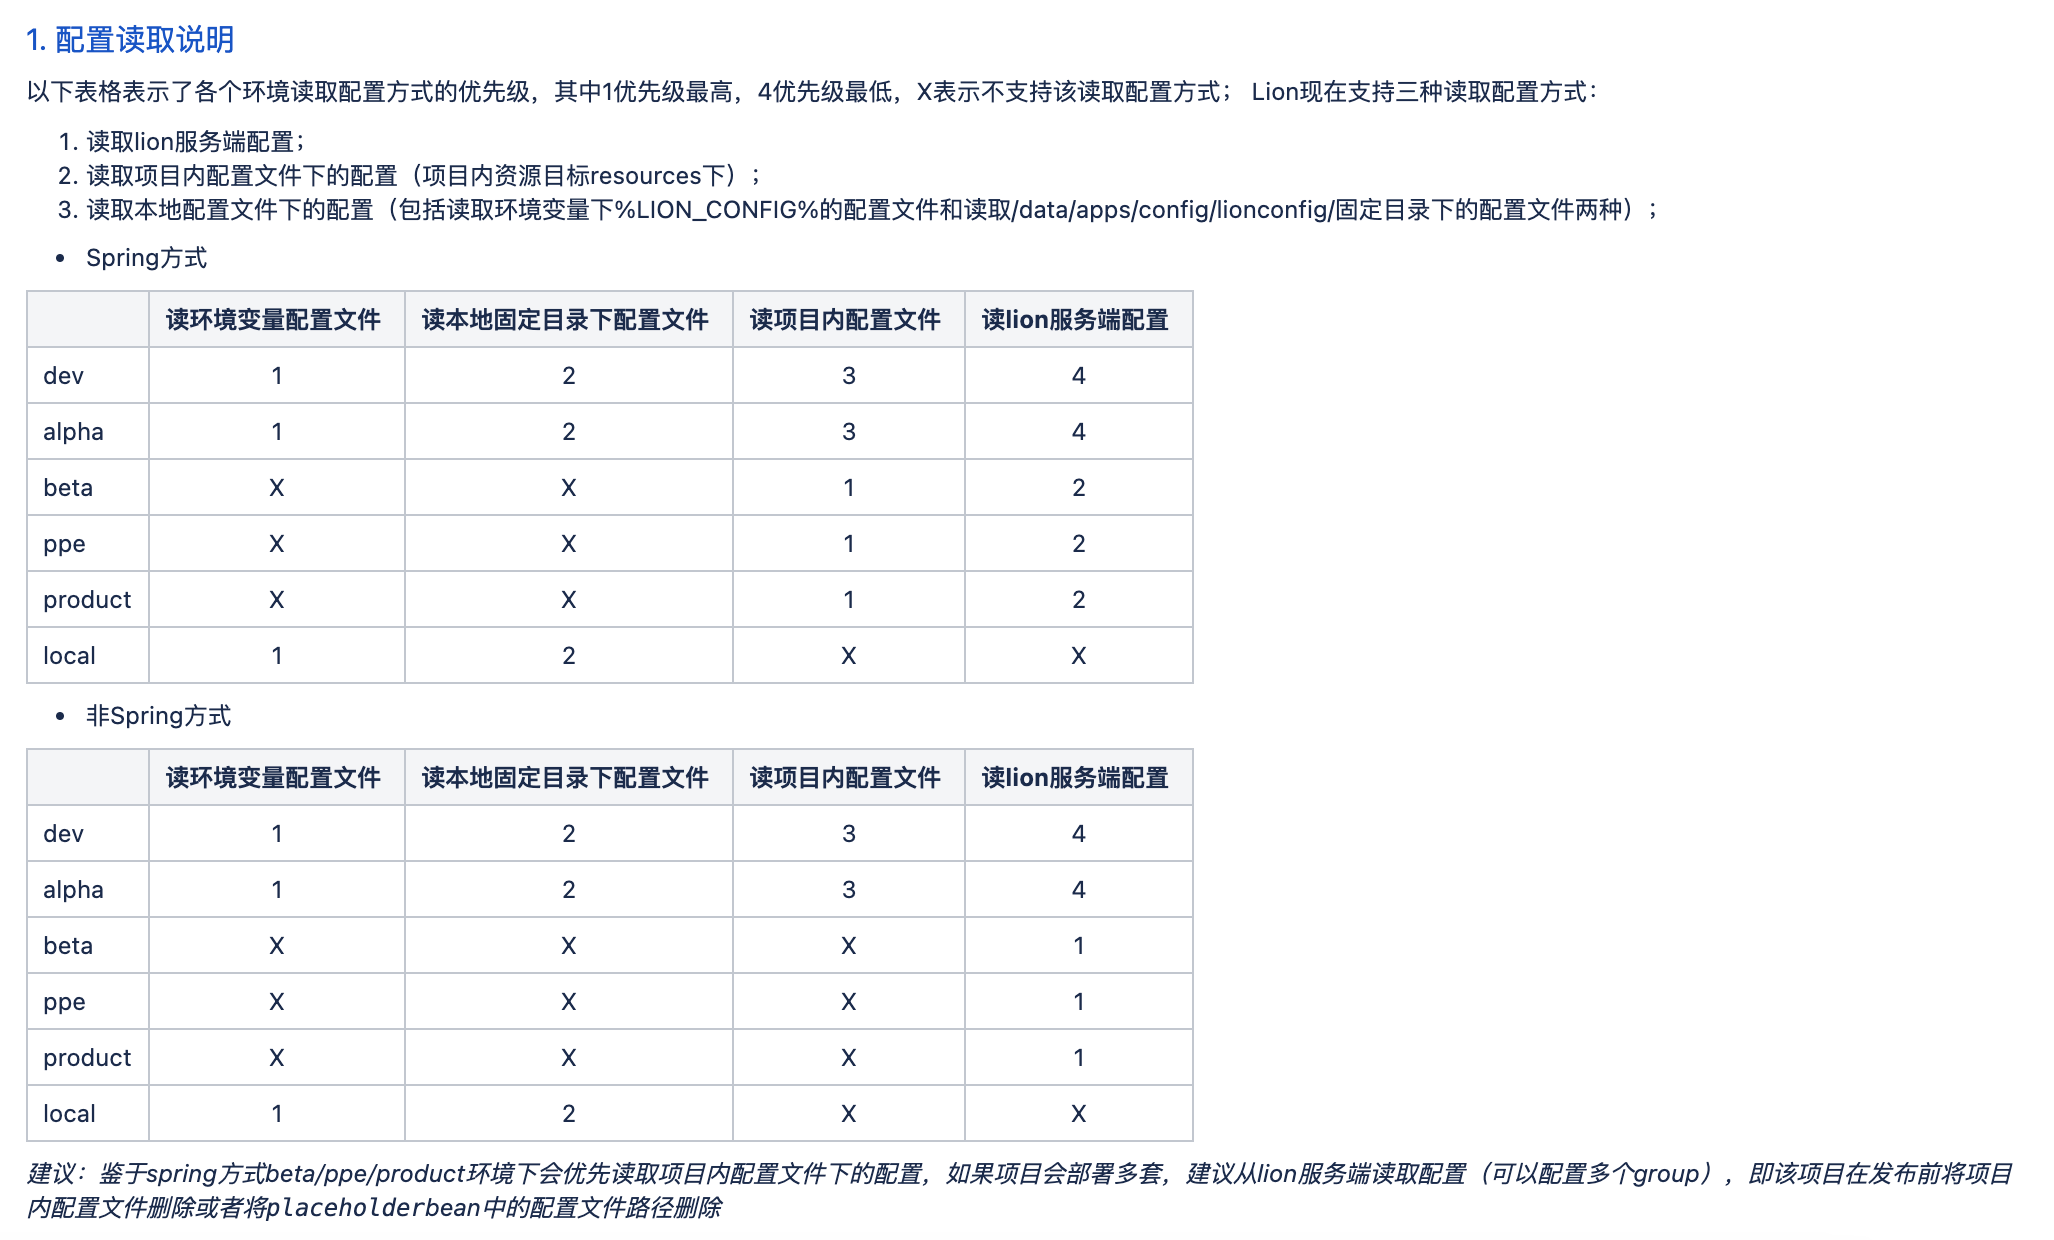 1. 配置读取说明
以下表格表示了各个环境读取配置方式的优先级，其中1优先级最高，4优先级最低，X表示不支持该读取配置方式； Lion现在支持三种读取配置方式：
1. 读取lion服务端配置；
2. 读取项目内配置文件下的配置（项目内资源目标resources下）；
3. 读取本地配置文件下的配置（包括读取环境变量下%LION_CONFIG%的配置文件和读取/data/apps/config/lionconfig/固定目录下的配置文件两种）；
• Spring方式
读环境变量配置文件 读本地固定目录下配置文件 读项目内配置文件 读lion服务端配置
dev 1 2 3 4
alpha 1 2 3 4
beta X X 1 2
ppe X X 1 2
product X X 1 2
local 1 2 X X
• 非Spring方式
读环境变量配置文件 读本地固定目录下配置文件 读项目内配置文件 读lion服务端配置
dev 1 2 3 4
alpha 1 2 3 4
beta X X X 1
ppe X X X 1
product X X X 1
local 1 2 X X
建议：鉴于spring方式beta/ppe/product环境下会优先读取项目内配置文件下的配置，如果项目会部署多套，建议从lion服务端读取配置（可以配置多个group），即该项目在发布前将项目
内配置文件删除或者将placeholderbean中的配置文件路径删除